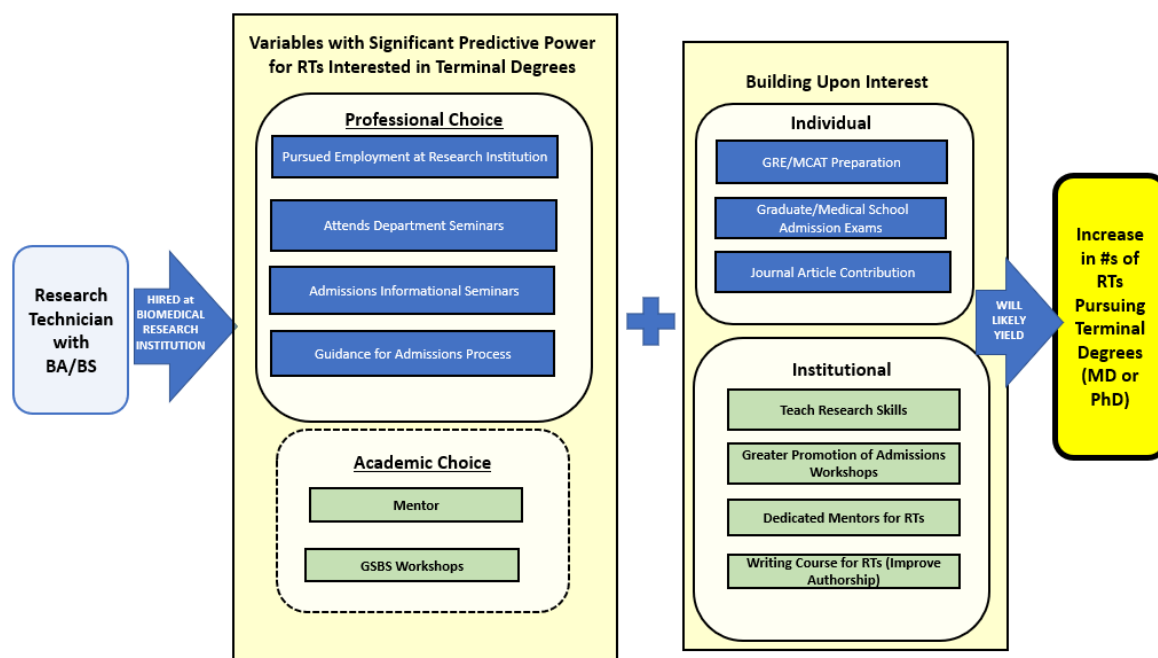 Research
Technician
with
BA/BS
HIRED at
BIOMEDICAL
RESEARCH
INSTITUTION
Variables with Significant Predictive Power
for RTs Interested in Terminal Degrees
Professional Choice
Pursued Employment at Research Institution
Attends Department Seminars
Admissions Informational Seminars
Guidance for Admissions Process
Academic Choice
Mentor
GSBS Workshops
Building Upon Interest
Individual
GRE/MCAT Preparation
Graduate/Medical School
Admission Exams
Journal Article Contribution
Institutional
Teach Research Skills
Greater Promotion of Admissions
Workshops
Dedicated Mentors for RTs
Writing Course for RTs (Improve
Authorship)
WILL
LIKELY
YIELD
Increase
in #s of
RTs
Pursuing
Terminal
Degrees
(MD or
PhD)